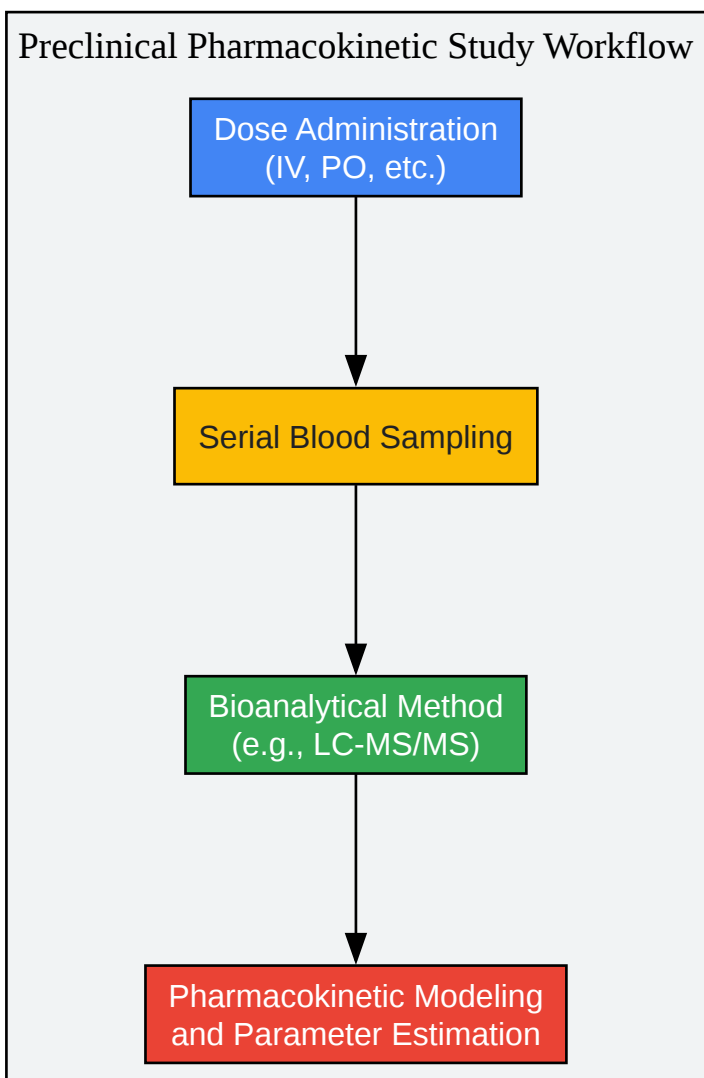 Preclinical Pharmacokinetic Study Workflow
Dose Administration
(IV, PO, etc.)
Serial Blood Sampling
Bioanalytical Method
(e.g., LC-MS/MS)
Pharmacokinetic Modeling
and Parameter Estimation